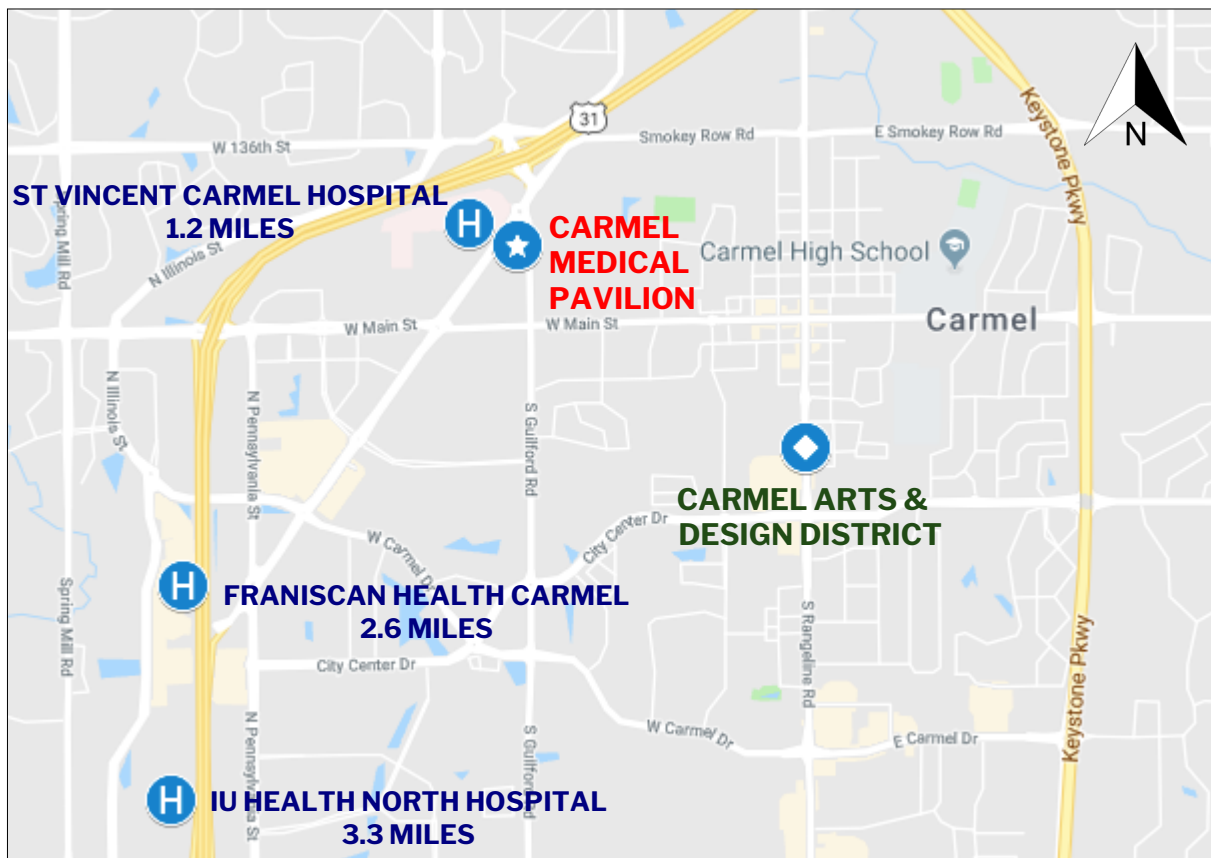 31
Smokey Row Rd
E Smokey Row Rd
Keystone Pkwy
N
W 136th St
ST VINCENT CARMEL HOSPITAL
1.2 MILES
Spring Mill Rd
H
CARMEL
MEDICAL
PAVILION
Carmel High School
N Illinois St
W Main St
W Main St
Carmel
N Illinois St
N Pennsylvania St
S Guilford Rd
CARMEL ARTS &
DESIGN DISTRICT
City Center Dr
W Carmel Dr
H
FRANISCAN HEALTH CARMEL
2.6 MILES
Spring Mill Rd
S Rangeline Rd
Keystone Pkwy
City Center Dr
N Pennsylvania St
S Guilford Rd
W Carmel Dr
E Carmel Dr
H
IU HEALTH NORTH HOSPITAL
3.3 MILES